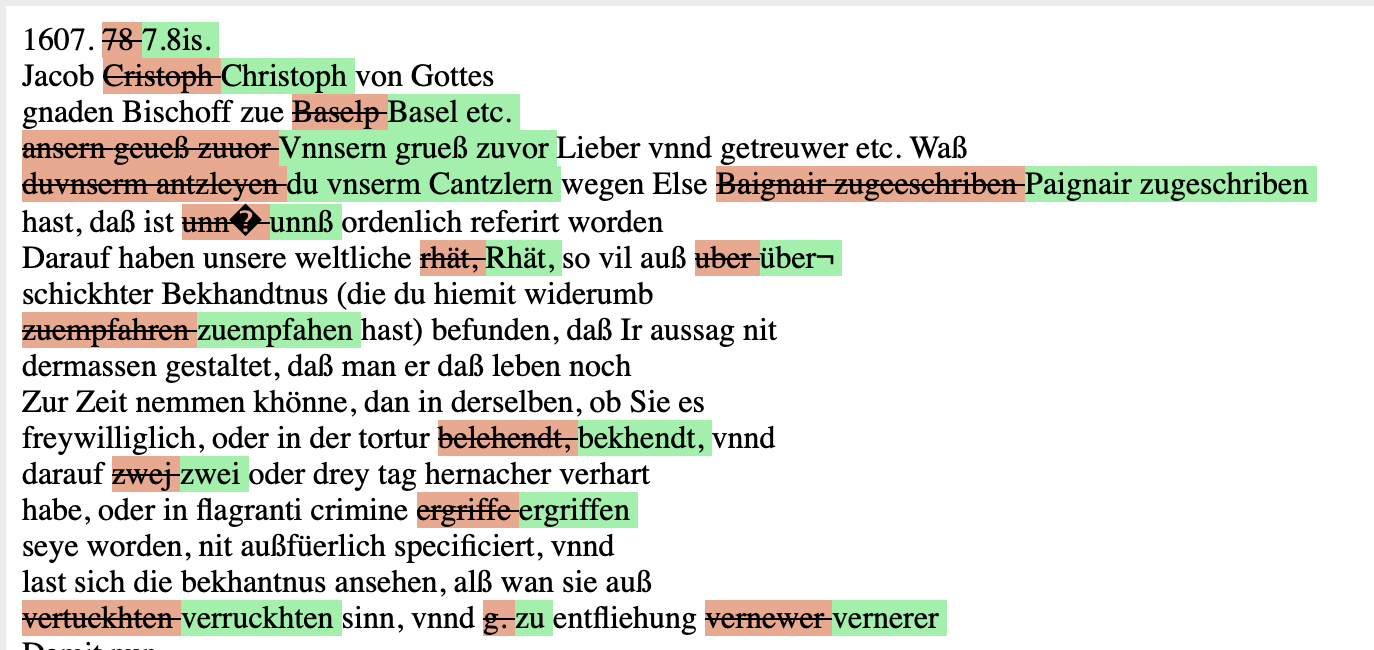 1607. 78 7.8is.
Jacob Cristoph Christoph von Gottes
gnaden Bischoff zue Baselp Basel etc.
ansern geueß zuuor Vnnsern grueß zuvor Lieber vnnd getreuwer etc. Waß
duvnserm antzleyen du vnserm Cantzlern wegen Else Baignair zugeeschriben Paignair zugeschriben
hast, daß ist unn� unnß ordenlich referirt worden
Darauf haben unsere weltliche rhät, Rhät, so vil auß uber über¬
schickhter Bekhandtnus (die du hiemit widerumb
zuempfahren zuempfahen hast) befunden, daß Ir aussag nit
dermassen gestaltet, daß man er daß leben noch
Zur Zeit nemmen khönne, dan in derselben, ob Sie es
freywilliglich, oder in der tortur belehendt, bekhendt, vnnd
darauf zwej zwei oder drey tag hernacher verhart
habe, oder in flagranti crimine ergriffe ergriffen
seye worden, nit außfüerlich specificiert, vnnd
last sich die bekhantnus ansehen, alß wan sie auß
vertuckhten verruckhten sinn, vnnd g. zu entfliehung vernewer vernerer